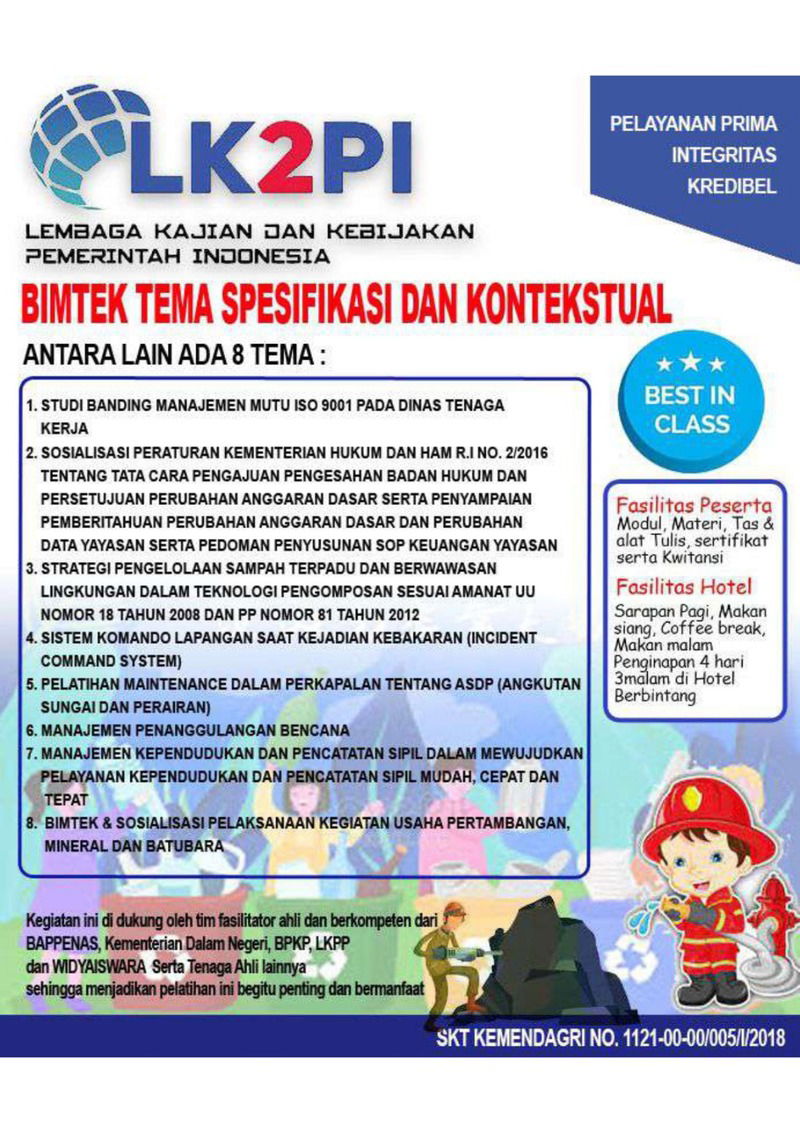 LK2PI
LEMBAGA KAJIAN DAN KEBIJAKAN
PEMERINTAH INDONESIA
PELAYANAN PRIMA
INTEGRITAS
KREDIBEL
BIMTEK TEMA SPESIFIKASI DAN KONTEKSTUAL
ANTARA LAIN ADA 8 TEMA :
1. STUDI BANDING MANAJEMEN MUTU ISO 9001 PADA DINAS TENAGA
KERJA
2. SOSIALISASI PERATURAN KEMENTERIAN HUKUM DAN HAM R.I NO. 2/2016
TENTANG TATA CARA PENGAJUAN PENGESAHAN BADAN HUKUM DAN
PERSETUJUAN PERUBAHAN ANGGARAN DASAR SERTA PENYAMPAIAN
PEMBERITAHUAN PERUBAHAN ANGGARAN DASAR DAN PERUBAHAN
DATA YAYASAN SERTA PEDOMAN PENYUSUNAN SOP KEUANGAN YAYASAN
3. STRATEGI PENGELOLAAN SAMPAH TERPADU DAN BERWAWASAN
LINGKUNGAN DALAM TEKNOLOGI PENGOMPOSAN SESUAI AMANAT UU
NOMOR 18 TAHUN 2008 DAN PP NOMOR 81 TAHUN 2012
4. SISTEM KOMANDO LAPANGAN SAAT KEJADIAN KEBAKARAN (INCIDENT
COMMAND SYSTEM)
5. PELATIHAN MAINTENANCE DALAM PERKAPALAN TENTANG ASDP (ANGKUTAN
SUNGAI DAN PERAIRAN)
6. MANAJEMEN PENANGGULANGAN BENCANA
7. MANAJEMEN KEPENDUDUKAN DAN PENCATATAN SIPIL DALAM MEWUJUDKAN
PELAYANAN KEPENDUDUKAN DAN PENCATATAN SIPIL MUDAH, CEPAT DAN
TEPAT
8. BIMTEK & SOSIALISASI PELAKSANAAN KEGIATAN USAHA PERTAMBANGAN,
MINERAL DAN BATUBARA
BEST IN
CLASS
Fasilitas Peserta
Modul, Materi, Tas &
alat Tulis, sertifikat
serta Kwitansi
Fasilitas Hotel
Sarapan Pagi, Makan
siang, Coffee break,
Makan malam
Penginapan 4 hari
3malam di Hotel
Berbintang
Kegiatan ini di dukung oleh tim fasilitator ahli dan berkompeten dari
BAPPENAS, Kementerian Dalam Negeri, BPKP, LKPP
dan WIDYAISWARA Serta Tenaga Ahli lainnya
sehingga menjadikan pelatihan ini begitu penting dan bermanfaat
SKT KEMENDAGRI NO. 1121-00-00/005/I/2018